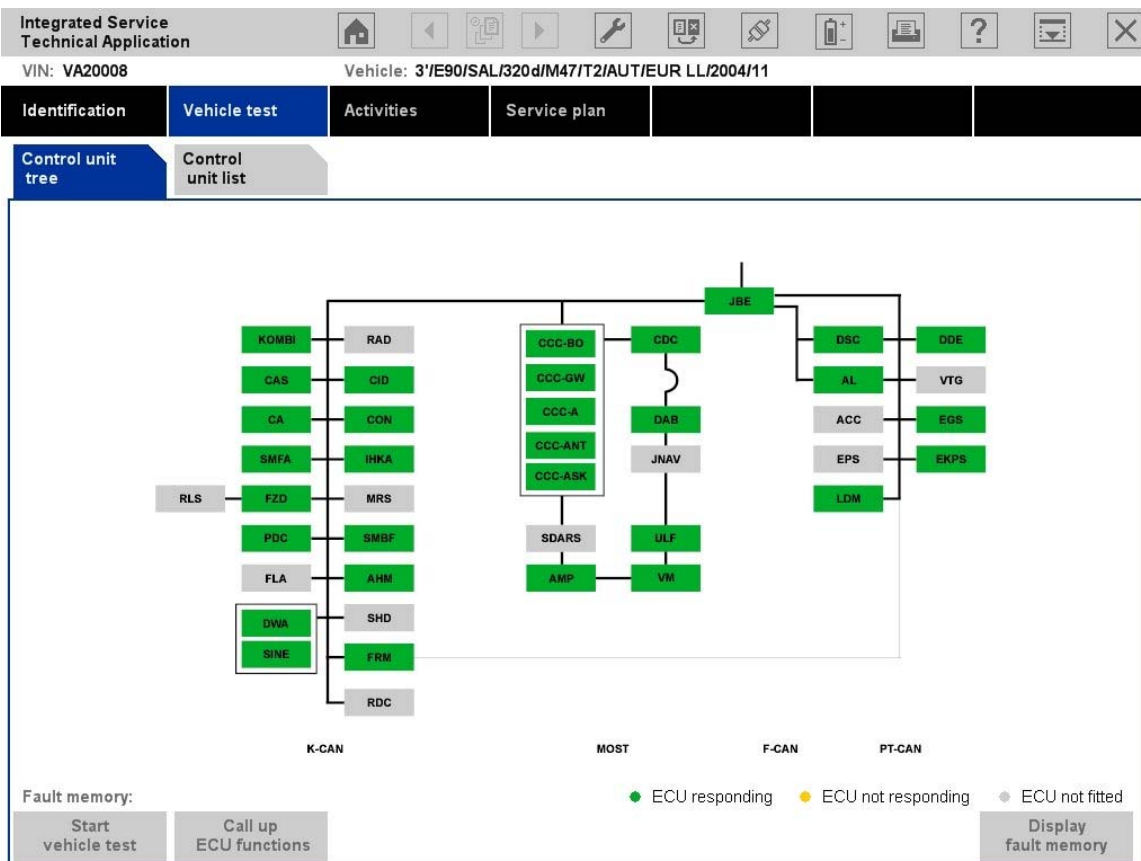 Integrated Service
Technical Application
?
VIN: VA20008
Vehicle: 3'/E90/SAL/320d/M47/T2/AUT/EUR LL/2004/11
Identification
Vehicle test
Activities
Service plan
Control unit
tree
Control
unit list
JBE
KOMBI
RAD
CCC-BO
CDC
DSC
DDE
CAS
CID
CCC-GW
AL
VTG
CCC-A
CA
CON
DAB
ACC
EGS
CCC-ANT
SMFA
IHKA
JNAV
EPS
EKPS
CCC-ASK
RLS
FZD
MRS
LDM
PDC
SMBF
SDARS
ULF
FLA
AHM
AMP
VM
DWA
SHD
SINE
FRM
RDC
K-CAN
MOST
F-CAN
PT-CAN
Fault memory:
ECU responding
ECU not responding
ECU not fitted
Start
vehicle test
Call up
ECU functions
Display
fault memory